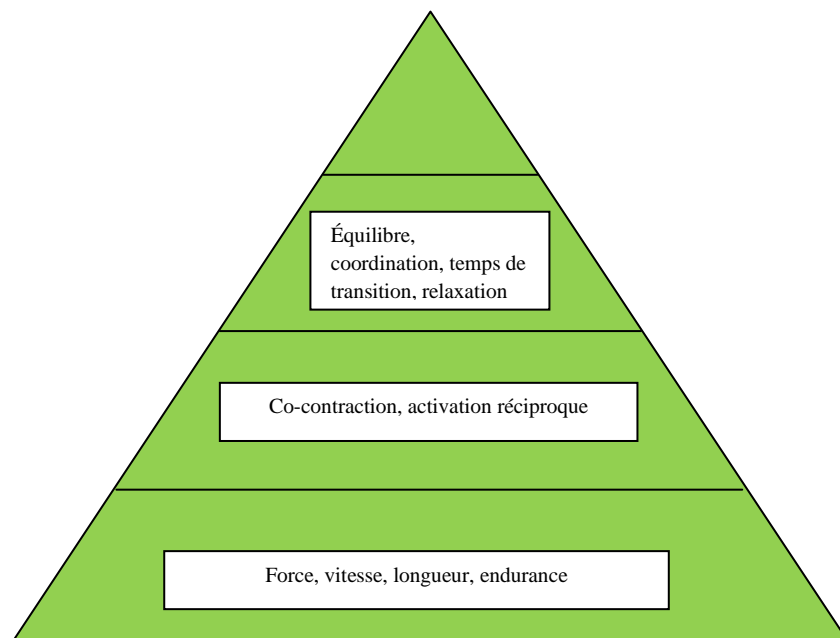 Équilibre,
coordination, temps de
transition, relaxation
Co-contraction, activation réciproque
Force, vitesse, longueur, endurance